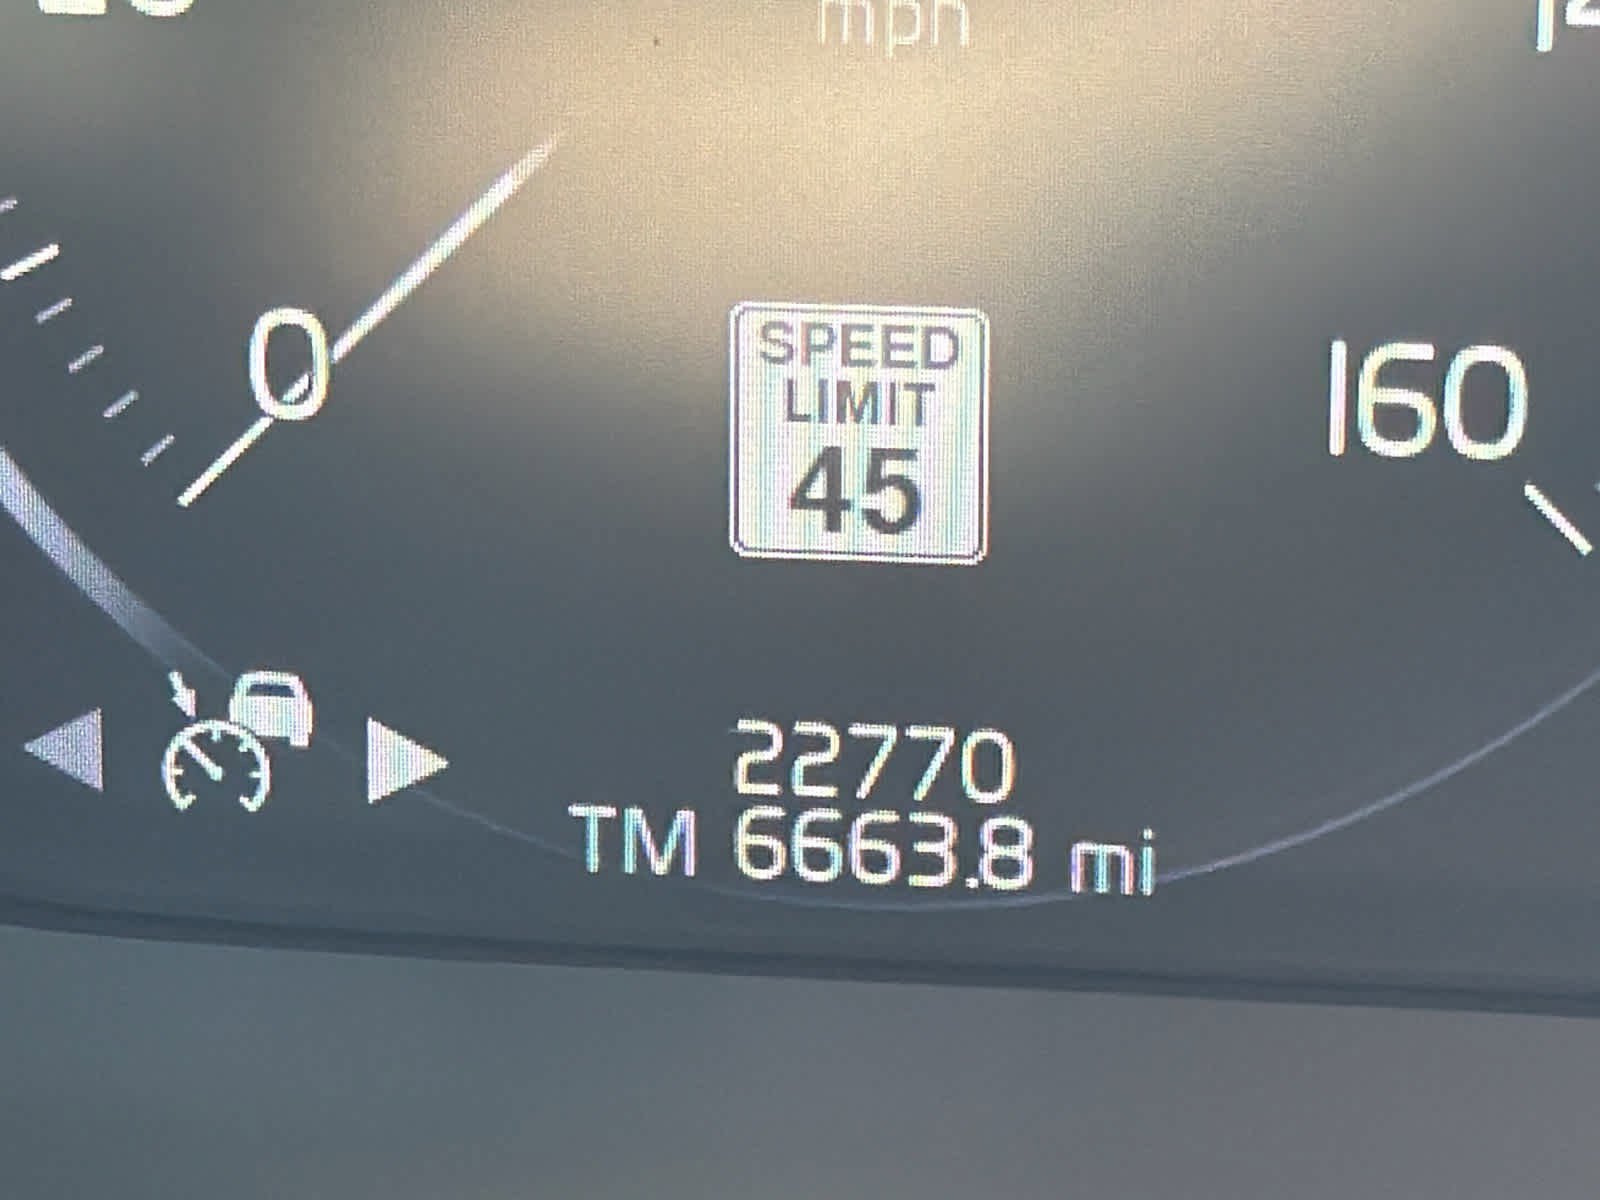 mph
0
SPEED
LIMIT
45
160
22770
TM 6663.8 mi